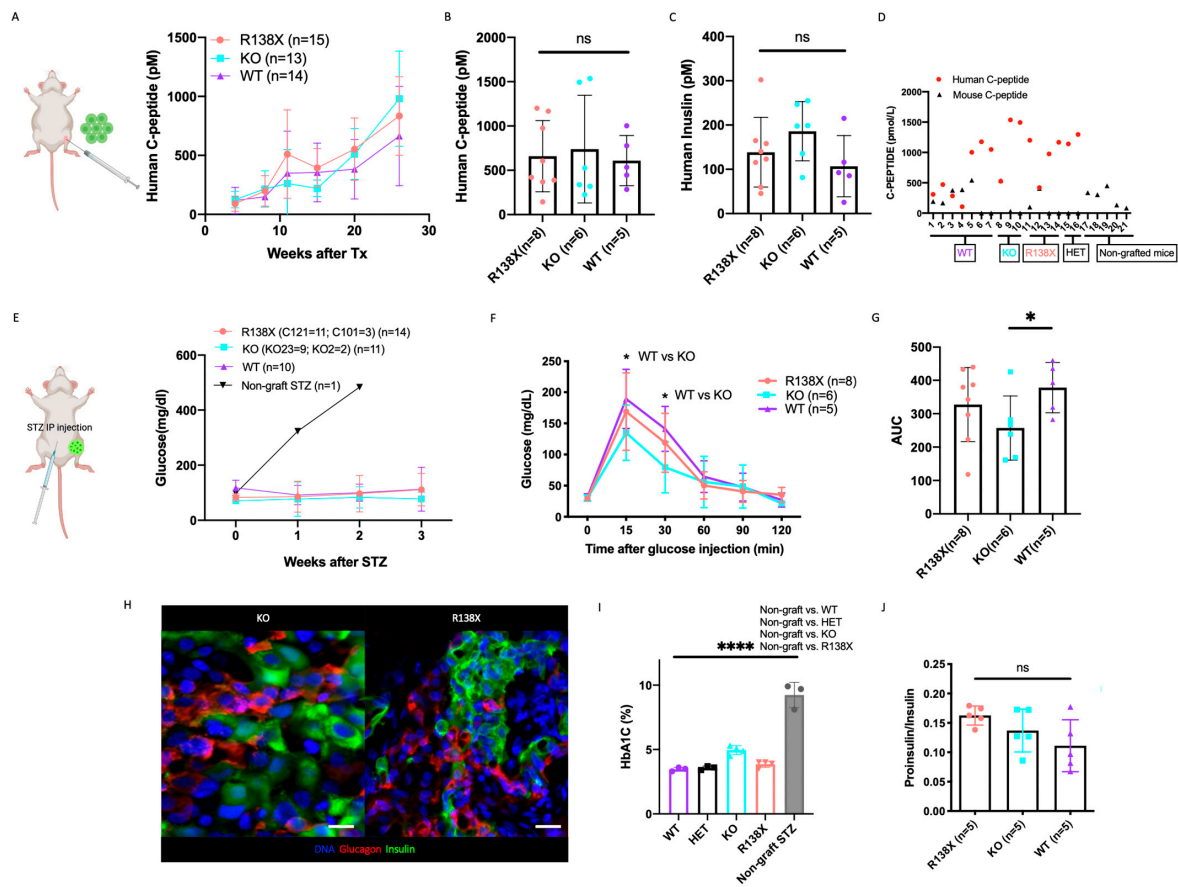 A
R138X (n=15)
KO (n=13)
WT (n=14)
Human C-peptide (pM)
1500
1000
500
0
0 10 20 30
Weeks after Tx
B
ns
Human C-peptide (pM)
2000
1500
1000
500
0
R138X(n=8)
KO (n=6)
WT (n=5)
C
ns
Human Inuslin (pM)
400
300
200
100
0
R138X (n=8)
KO (n=6)
WT (n=5)
D
Human C-peptide
Mouse C-peptide
C-PEPTIDE (pmol/L)
2000
1500
1000
500
0
1 2 3 4 5 6 7 8 9 10 11 12 13 14 15 16 17 18 19 20 21
WT KO R138X HET Non-grafted mice
E
STZ IP injection
R138X (C121=11; C101=3) (n=14)
KO (KO23=9; KO2=2) (n=11)
WT (n=10)
Non-graft STZ (n=1)
Glucose(mg/dl)
600
400
200
0
0 1 2 3
Weeks after STZ
F
* WT vs KO
* WT vs KO
R138X (n=8)
KO (n=6)
WT (n=5)
Glucose (mg/dL)
500
400
300
200
100
0
0 15 30 60 90 120
Time after glucose injection (min)
G
*
AUC
500
400
300
200
100
0
R138X(n=8)
KO(n=6)
WT(n=5)
H
KO R138X
DNA Glucagon Insulin
I
Non-graft vs. WT
Non-graft vs. HET
Non-graft vs. KO
Non-graft vs. R138X
****
HbA1C (%)
10
5
0
WT
HET
KO
R138X
Non-graft STZ
J
ns
Proinsulin/Insulin
0.25
0.20
0.15
0.10
0.05
0.00
R138X (n=5)
KO (n=5)
WT (n=5)